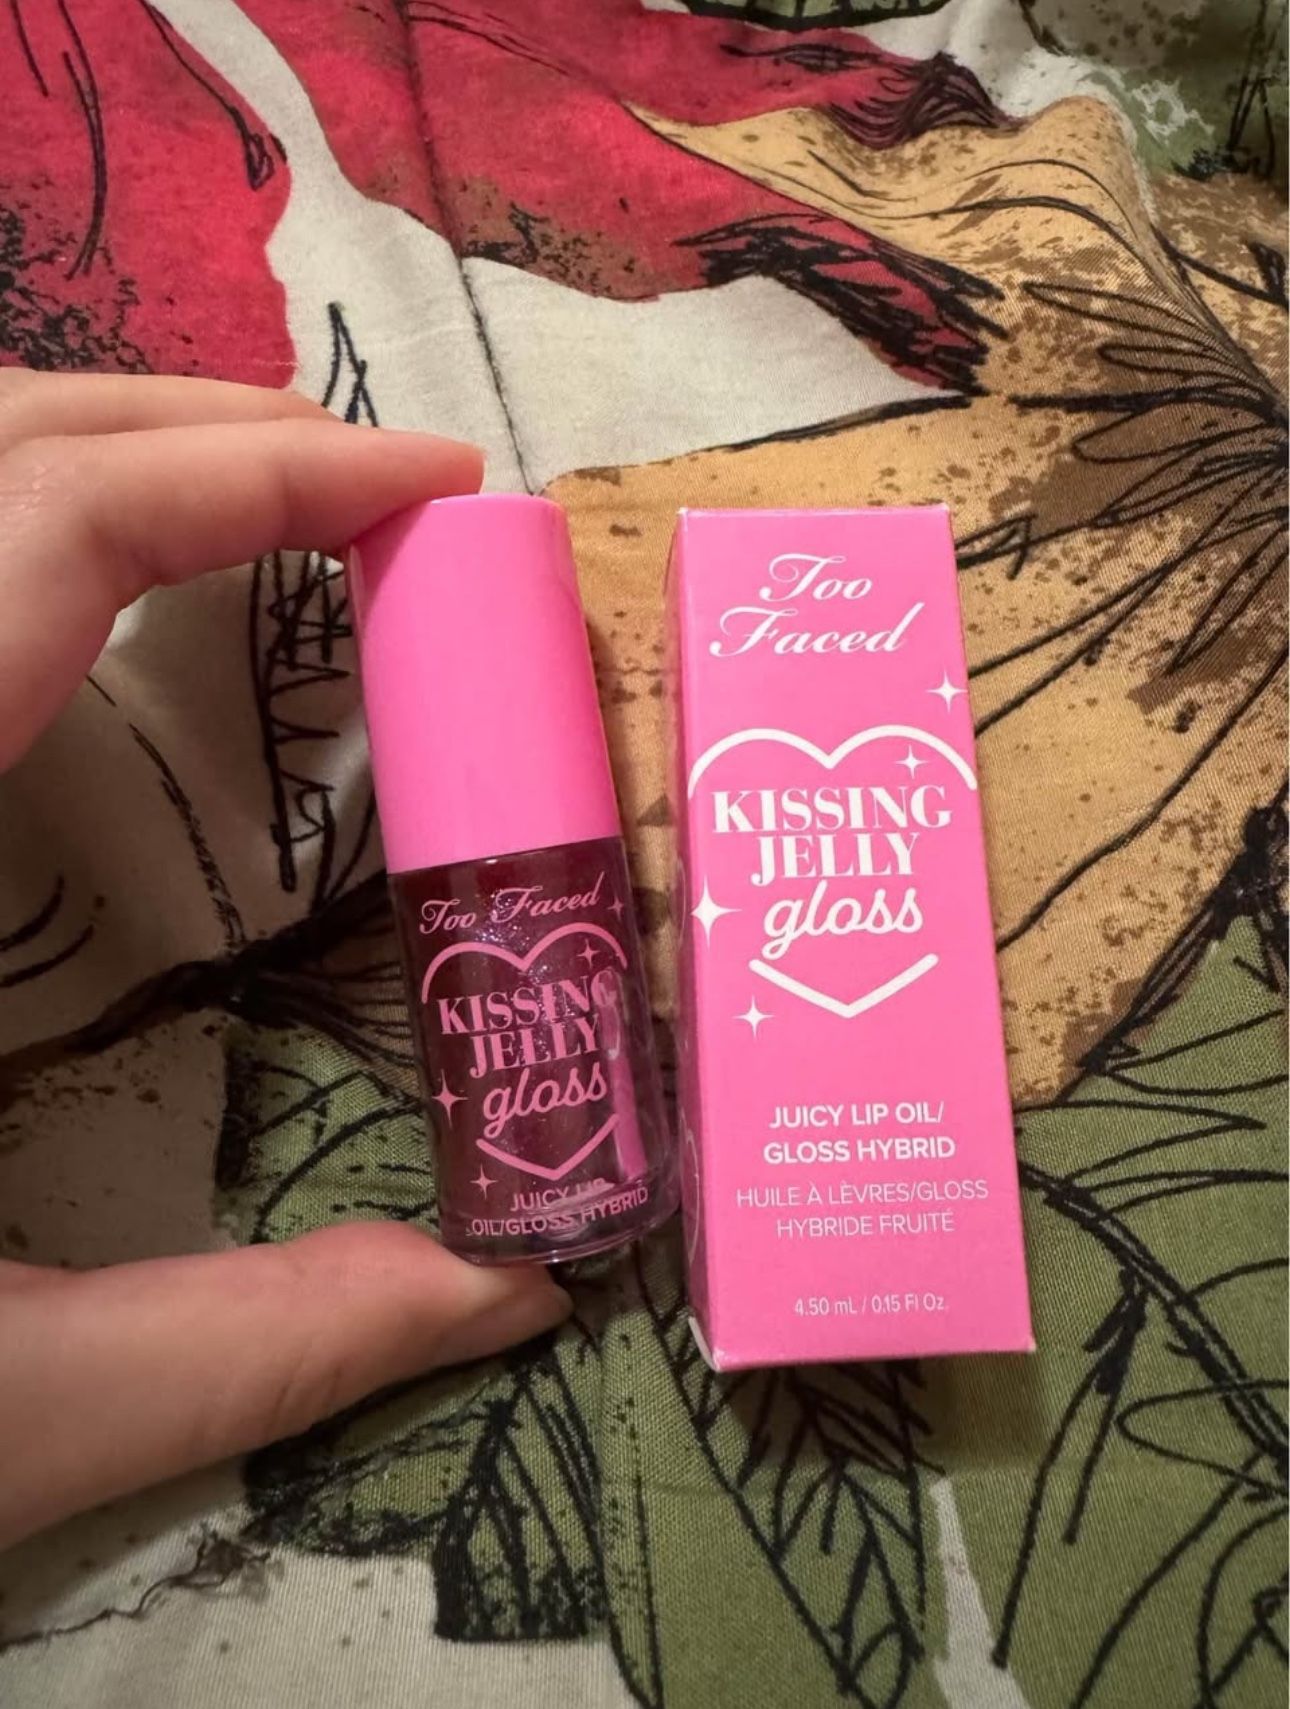 Too Faced
KISSING
JELLY
gloss
JUICY LIP
OIL/GLOSS HYBRID
Too
Faced
KISSING
JELLY
gloss
JUICY LIP OIL/
GLOSS HYBRID
HUILE À LÈVRES/GLOSS
HYBRIDE FRUITÉ
4.50 mL / 0.15 Fl Oz.